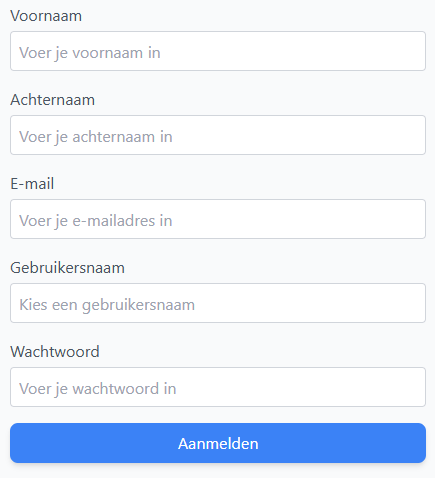 Voornaam
Voer je voornaam in
Achternaam
Voer je achternaam in
E-mail
Voer je e-mailadres in
Gebruikersnaam
Kies een gebruikersnaam
Wachtwoord
Voer je wachtwoord in
Aanmelden